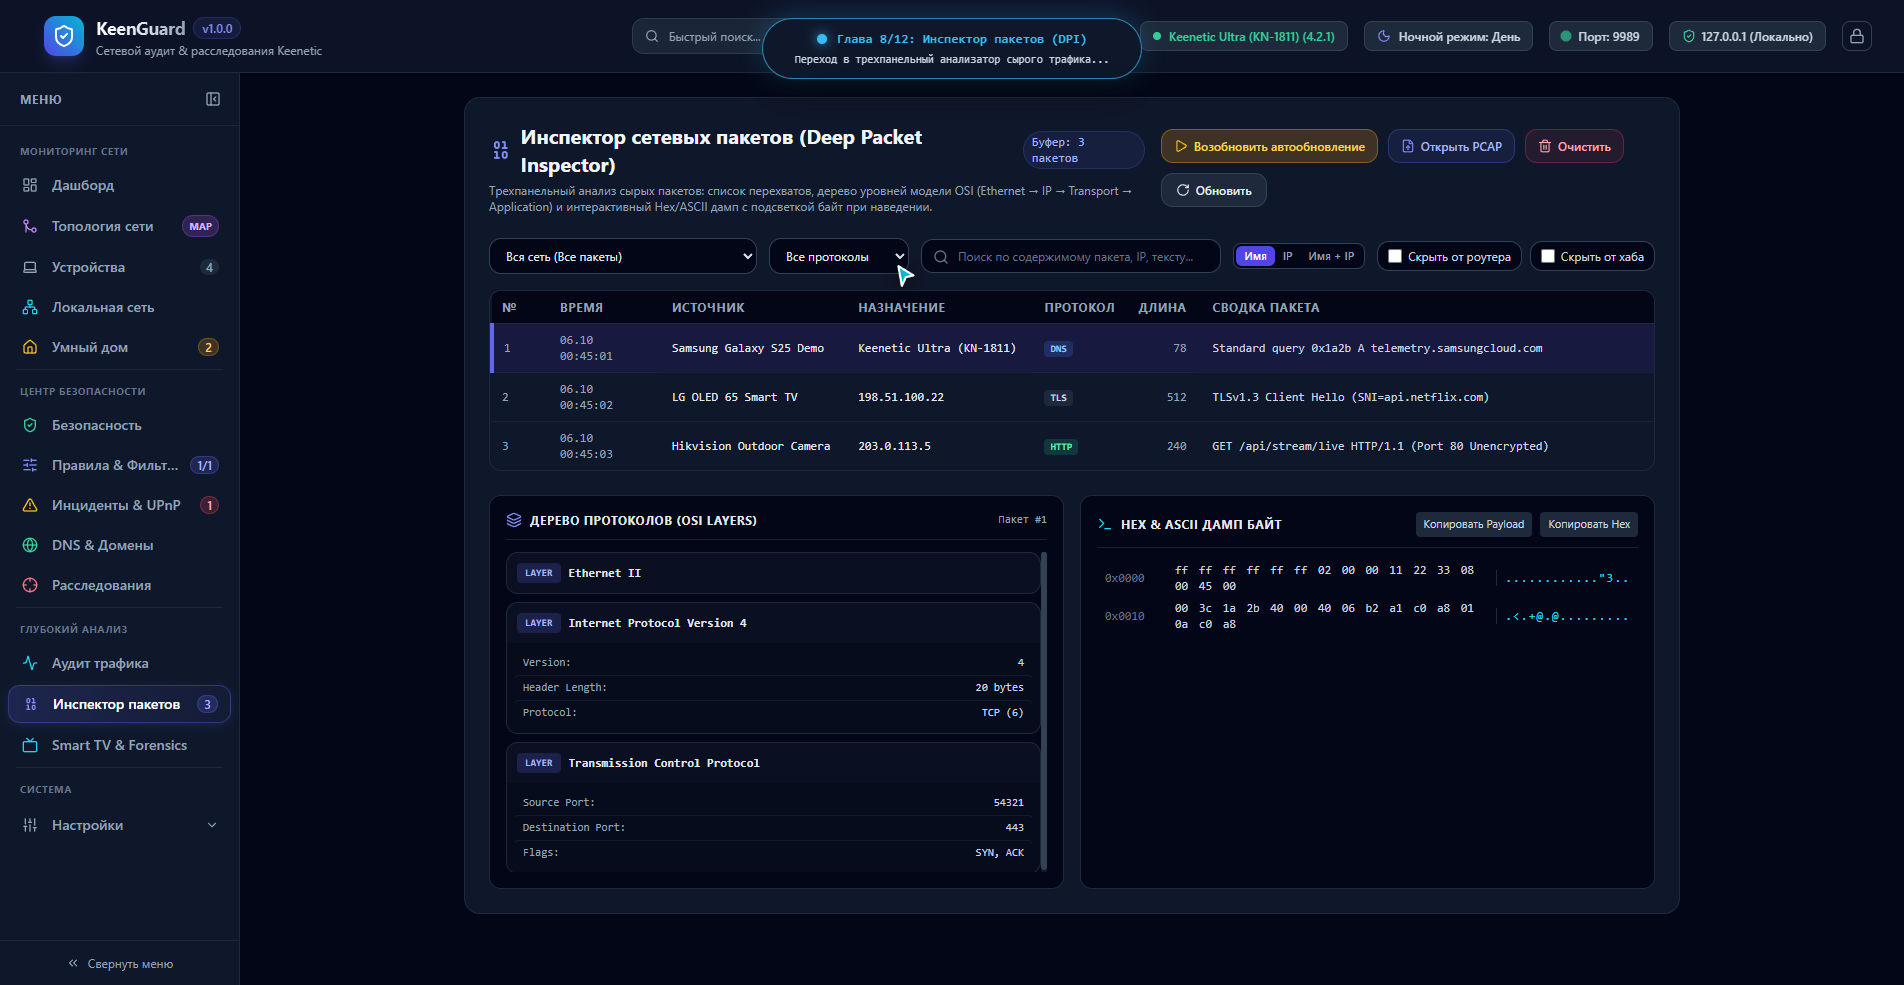 KeenGuard v1.0.0
Сетевой аудит & расследования Keenetic
Быстрый поиск...
Глава 8/12: Инспектор пакетов (DPI)
Переход в трехпанельный анализатор сырого трафика...
Keenetic Ultra (KN-1811) (4.2.1)
Ночной режим: День
Порт: 9989
127.0.0.1 (Локально)
МЕНЮ
МОНИТОРИНГ СЕТИ
Дашборд
Топология сети MAP
Устройства 4
Локальная сеть
Умный дом 2
ЦЕНТР БЕЗОПАСНОСТИ
Безопасность
Правила & Фильт... 1/1
Инциденты & UPnP 1
DNS & Домены
Расследования
ГЛУБОКИЙ АНАЛИЗ
Аудит трафика
0110 Инспектор пакетов 3
Smart TV & Forensics
СИСТЕМА
Настройки
Свернуть меню
01
10
Инспектор сетевых пакетов (Deep Packet
Inspector)
Буфер: 3
пакетов
Возобновить автообновление
Открыть PCAP
Очистить
Обновить
Трехпанельный анализ сырых пакетов: список перехватов, дерево уровней модели OSI (Ethernet → IP → Transport →
Application) и интерактивный Hex/ASCII дамп с подсветкой байт при наведении.
Вся сеть (Все пакеты)
Все протоколы
Поиск по содержимому пакета, IP, тексту...
Имя IP Имя + IP
Скрыть от роутера
Скрыть от хаба
№ ВРЕМЯ ИСТОЧНИК НАЗНАЧЕНИЕ ПРОТОКОЛ ДЛИНА СВОДКА ПАКЕТА
1 06.10 00:45:01 Samsung Galaxy S25 Demo Keenetic Ultra (KN-1811) DNS 78 Standard query 0x1a2b A telemetry.samsungcloud.com
2 06.10 00:45:02 LG OLED 65 Smart TV 198.51.100.22 TLS 512 TLSv1.3 Client Hello (SNI=api.netflix.com)
3 06.10 00:45:03 Hikvision Outdoor Camera 203.0.113.5 HTTP 240 GET /api/stream/live HTTP/1.1 (Port 80 Unencrypted)
ДЕРЕВО ПРОТОКОЛОВ (OSI LAYERS) Пакет #1
LAYER Ethernet II
LAYER Internet Protocol Version 4
Version: 4
Header Length: 20 bytes
Protocol: TCP (6)
LAYER Transmission Control Protocol
Source Port: 54321
Destination Port: 443
Flags: SYN, ACK
HEX & ASCII ДАМП БАЙТ
Копировать Payload
Копировать Hex
0x0000 ff ff ff ff ff ff 02 00 00 11 22 33 08 ............"3..
00 45 00
0x0010 00 3c 1a 2b 40 00 40 06 b2 a1 c0 a8 01 .<.+@.@.........
0a c0 a8